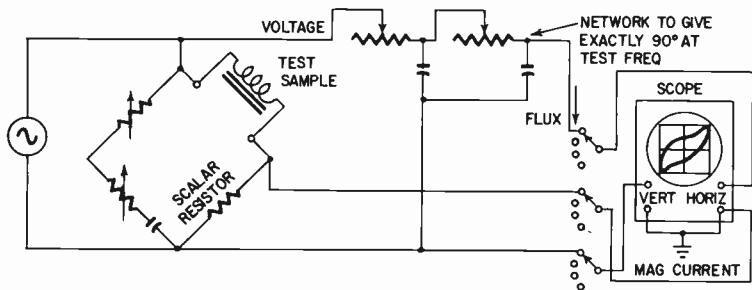 VOLTAGE
NETWORK TO GIVE
EXACTLY 90° AT
TEST FREQ
TEST
SAMPLE
SCOPE
FLUX
SCALAR
RESISTOR
VERT HORIZ
MAG CURRENT